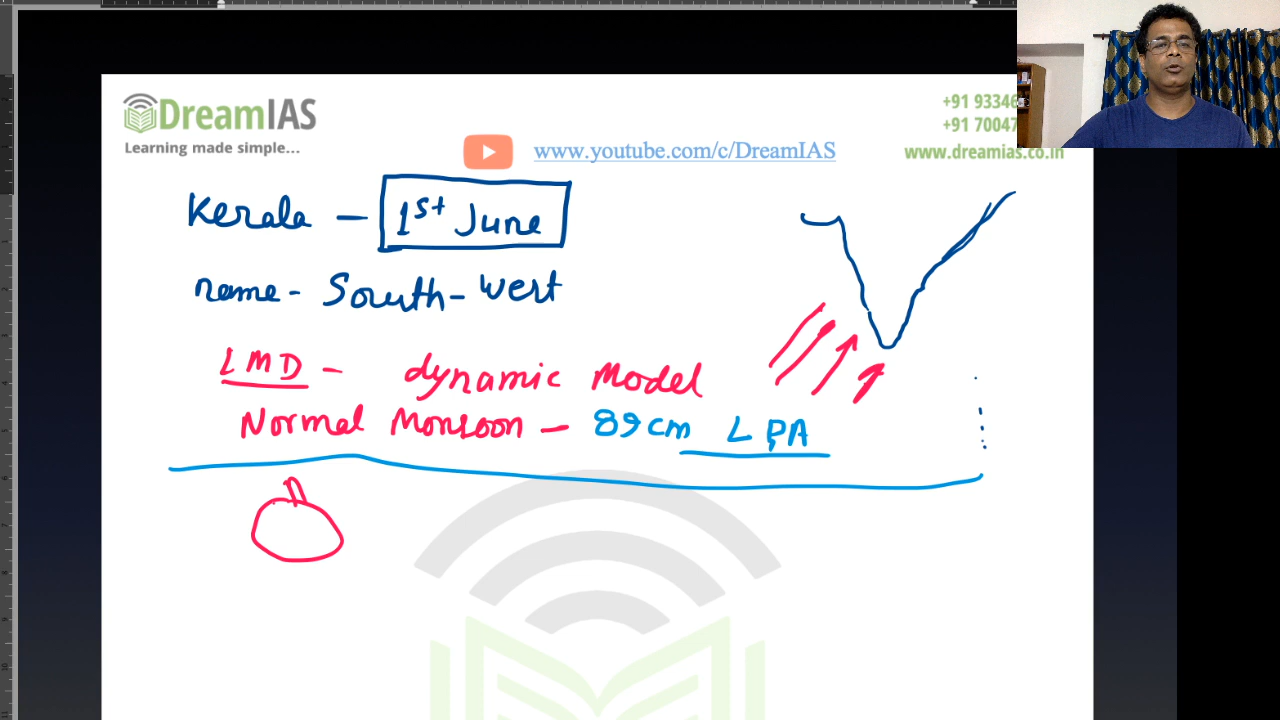 DreamIAS
Learning made simple...
www.youtube.com/c/DreamIAS
+91 9334
+91 70047
www.dreamias.co.in
Kerala - 1st June
name - South-West
IMD - dynamic Model
Normal Monsoon - 89cm LPA